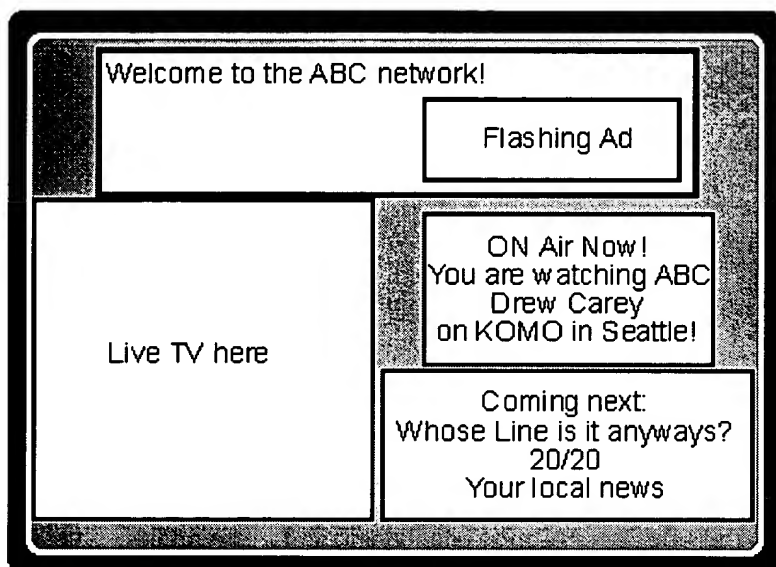 Welcome to the ABC network!
Flashing Ad
Live TV here
ON Air Now!
You are watching ABC
Drew Carey
on KOMO in Seattle!
Coming next:
Whose Line is it anyways?
20/20
Your local news